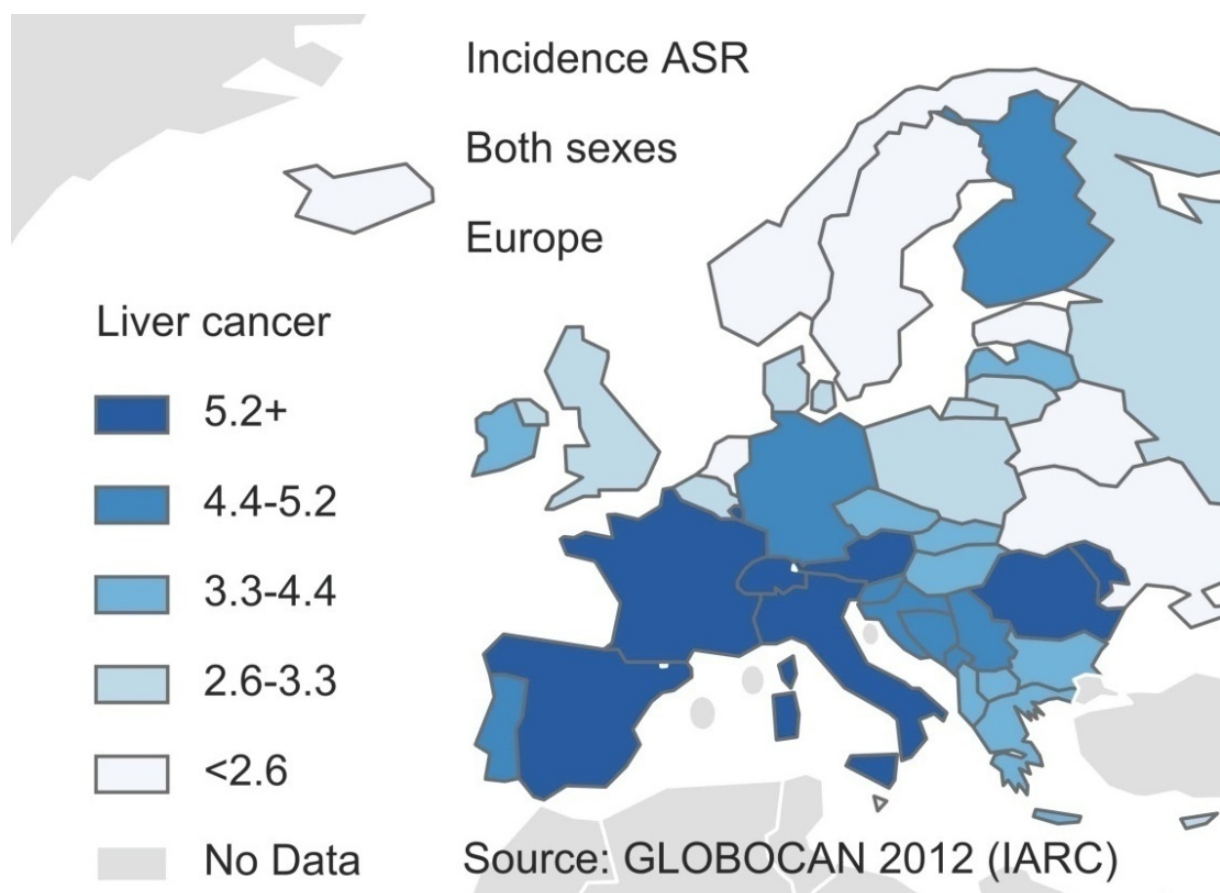 Incidence ASR
Both sexes
Europe
Liver cancer
5.2+
4.4-5.2
3.3-4.4
2.6-3.3
<2.6
No Data
Source: GLOBOCAN 2012 (IARC)